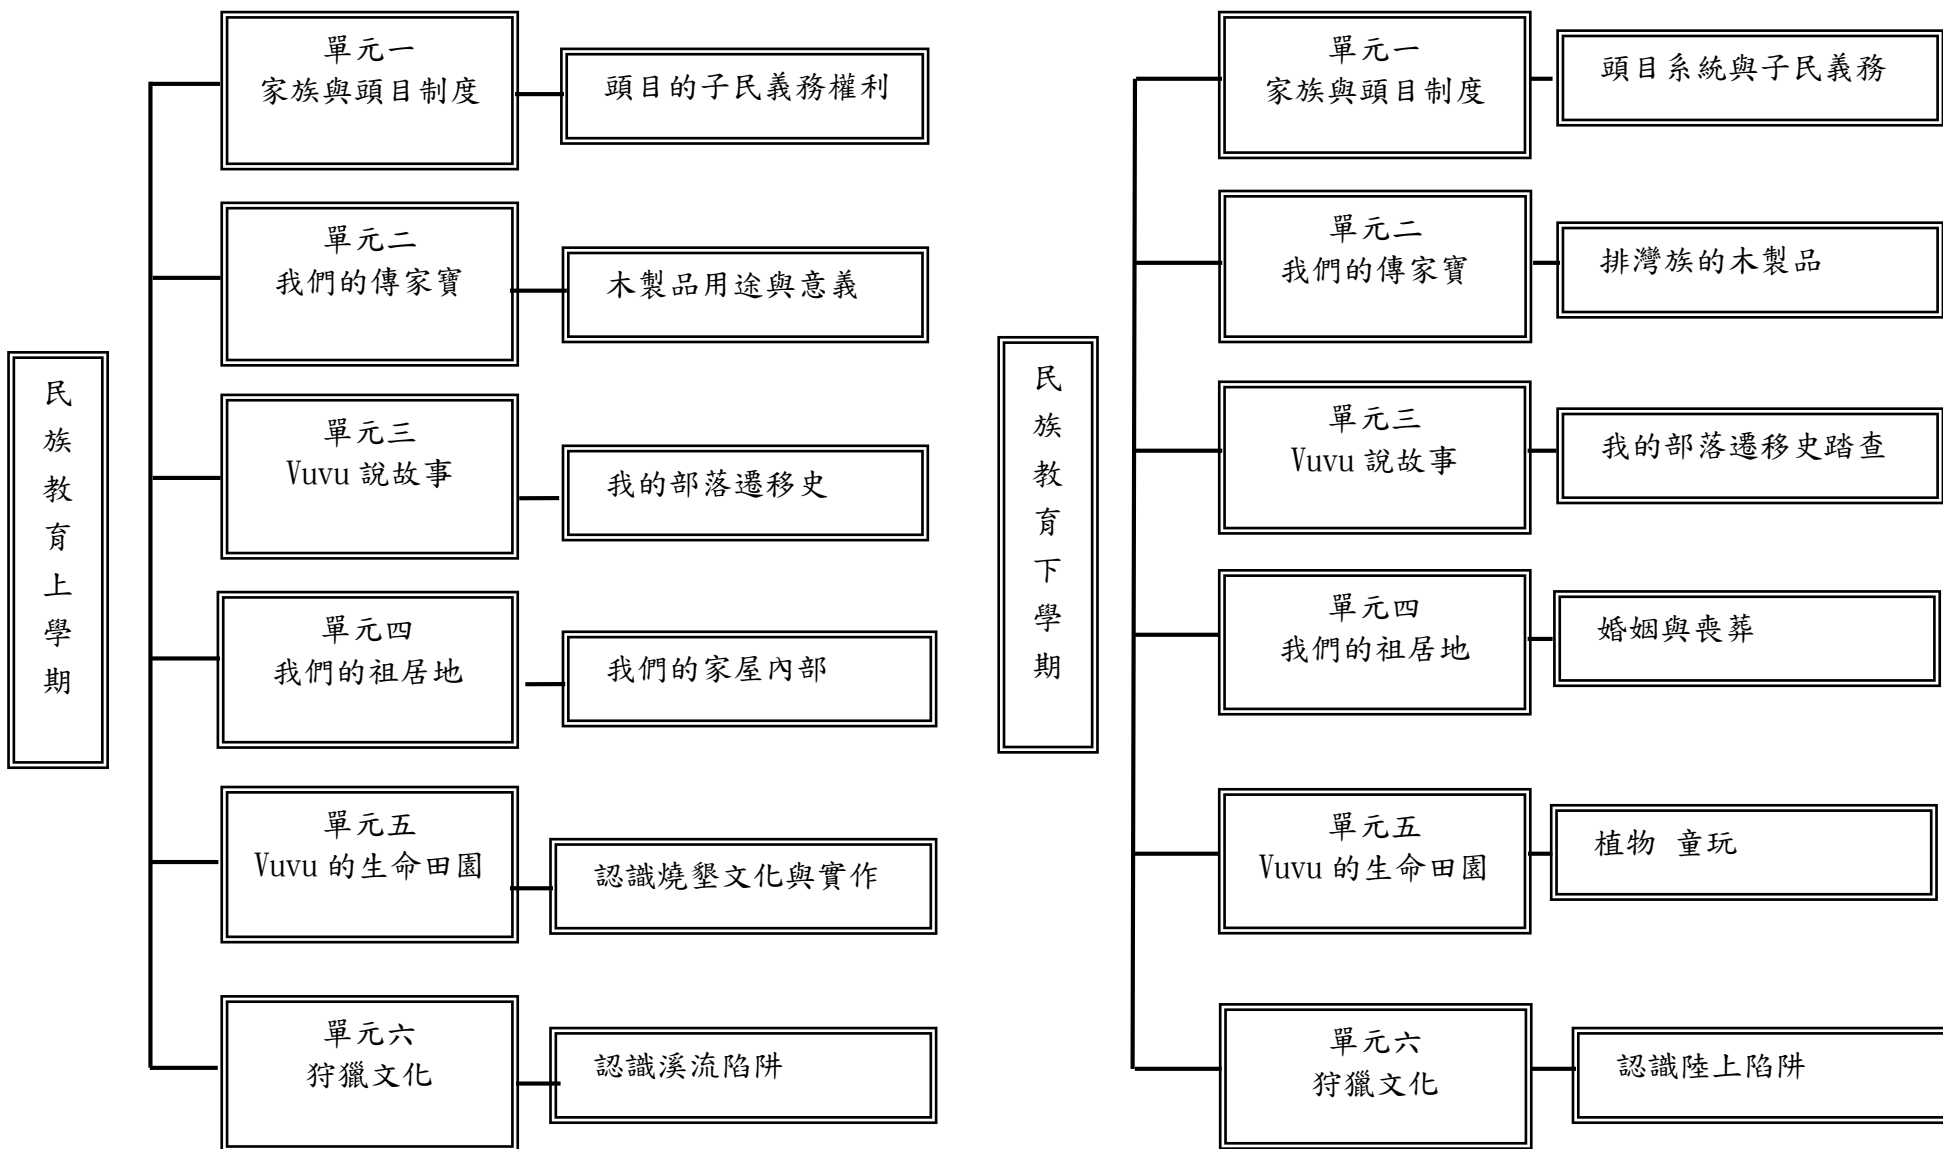 民族教育上學期
單元一
家族與頭目制度
頭目的子民義務權利
單元二
我們的傳家寶
木製品用途與意義
單元三
Vuvu 說故事
我的部落遷移史
單元四
我們的祖居地
我們的家屋內部
單元五
Vuvu 的生命田園
認識燒墾文化與實作
單元六
狩獵文化
認識溪流陷阱
民族教育下學期
單元一
家族與頭目制度
頭目系統與子民義務
單元二
我們的傳家寶
排灣族的木製品
單元三
Vuvu 說故事
我的部落遷移史踏查
單元四
我們的祖居地
婚姻與喪葬
單元五
Vuvu 的生命田園
植物 童玩
單元六
狩獵文化
認識陸上陷阱